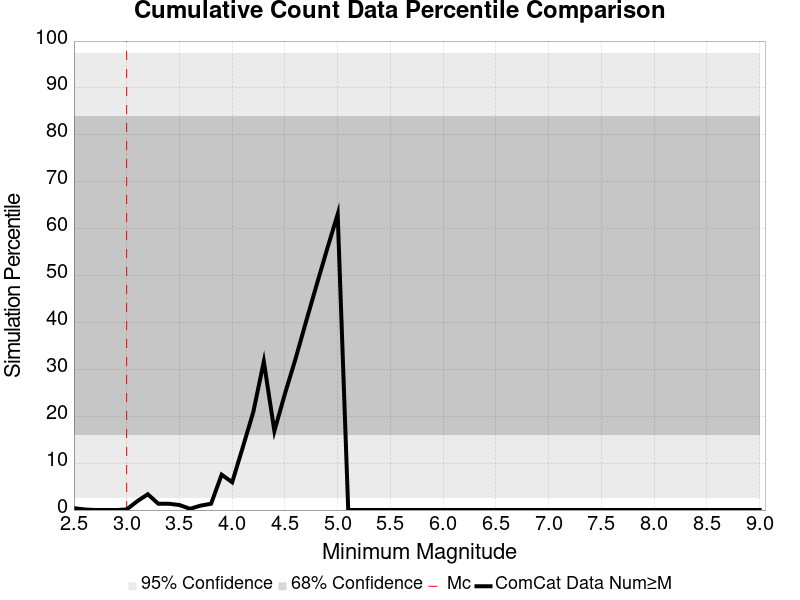 Cumulative Count Data Percentile Comparison
100
90
80
70
60
50
40
30
20
10
0
Simulation Percentile
2.5 3.0 3.5 4.0 4.5 5.0 5.5 6.0 6.5 7.0 7.5 8.0 8.5 9.0
Minimum Magnitude
95% Confidence 68% Confidence Mc ComCat Data Num≥M